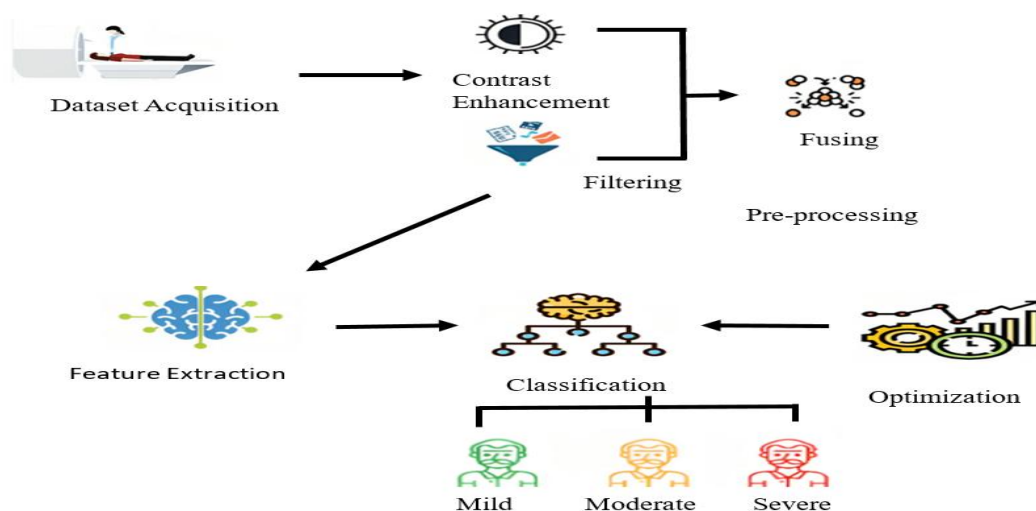 Dataset Acquisition
Contrast
Enhancement
Fusing
Filtering
Pre-processing
Feature Extraction
Classification
Optimization
Mild
Moderate
Severe